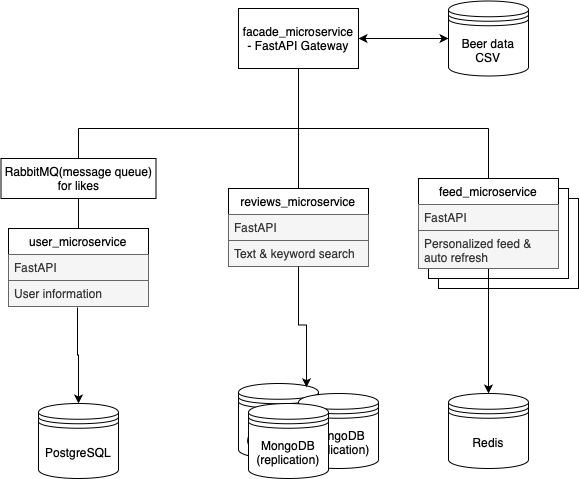 facade_microservice
- FastAPI Gateway
Beer data
CSV
RabbitMQ(message queue)
for likes
user_microservice
FastAPI
User information
reviews_microservice
FastAPI
Text & keyword search
feed_microservice
FastAPI
Personalized feed &
auto refresh
PostgreSQL
MongoDB
(replication)
ngoDB
lication)
Redis